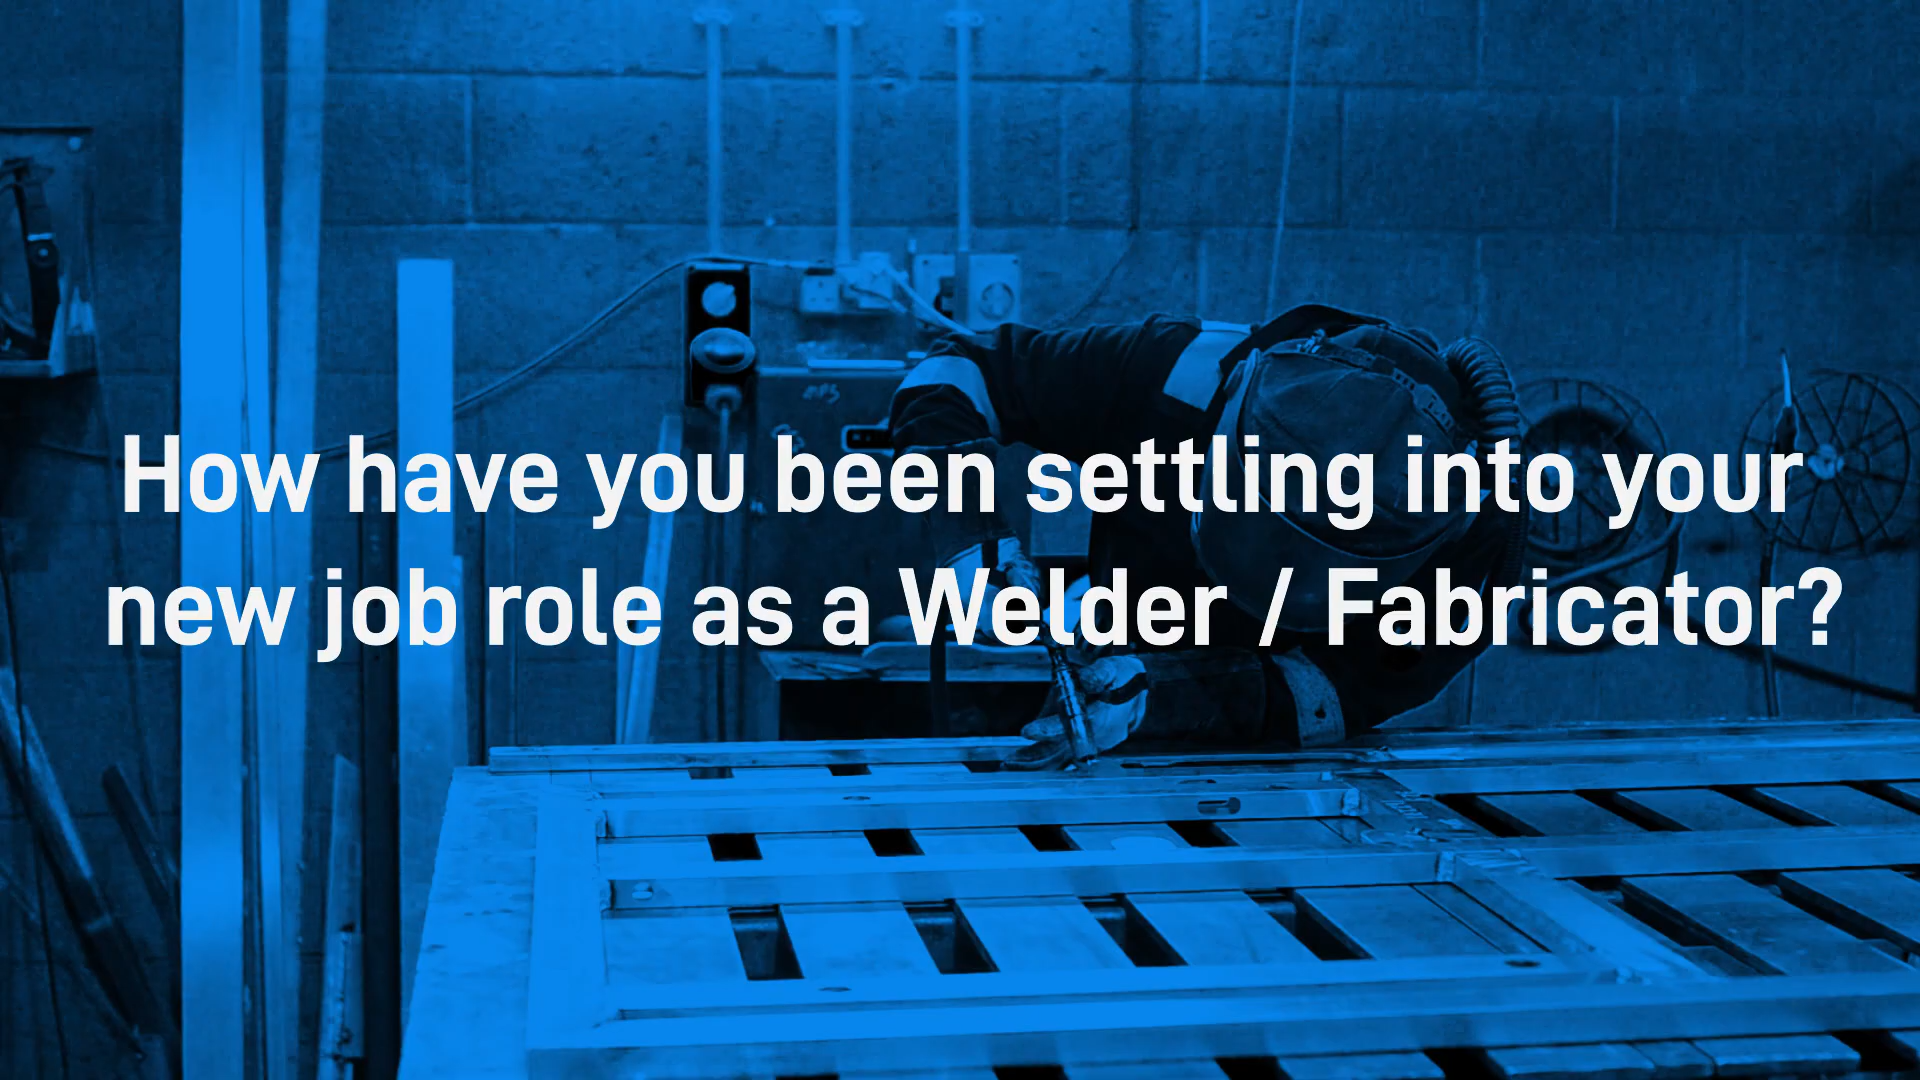 How have you been settling into your
new job role as a Welder / Fabricator?